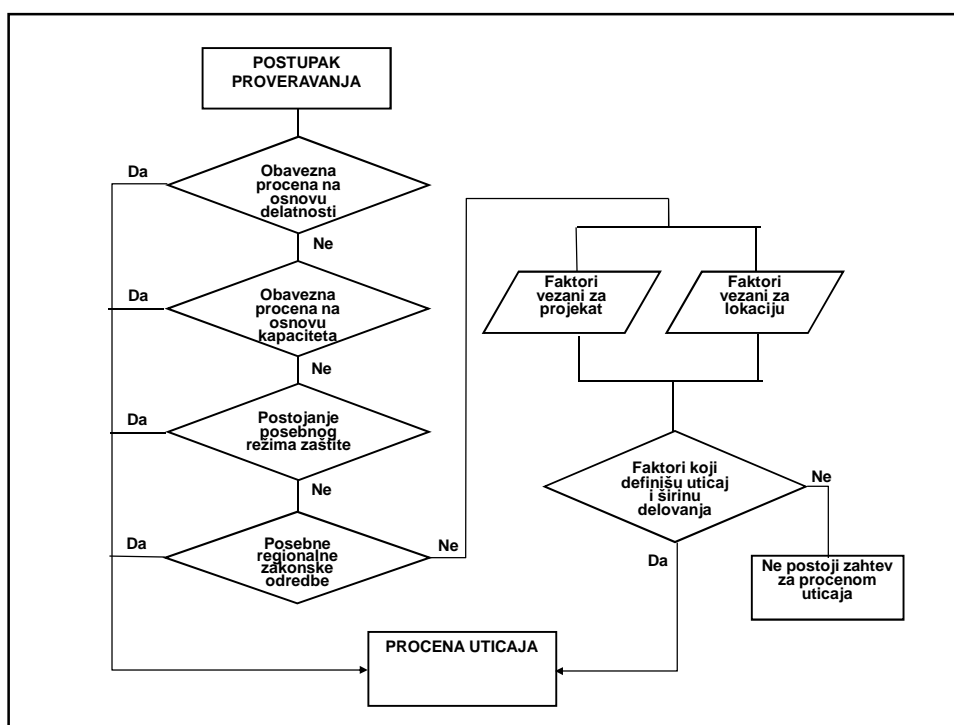 POSTUPAK
PROVERAVANJA
Da
Obavezna
procena na
osnovu
delatnosti
Ne
Da
Obavezna
procena na
osnovu
kapaciteta
Ne
Da
Postojanje
posebnog
režima zaštite
Ne
Da
Posebne
regionalne
zakonske
odredbe
Ne
Faktori
vezani za
projekat
Faktori
vezani za
lokaciju
Faktori koji
definišu uticaj
i širinu
delovanja
Ne
Da
Ne postoji zahtev
za procenom
uticaja
PROCENA UTICAJA